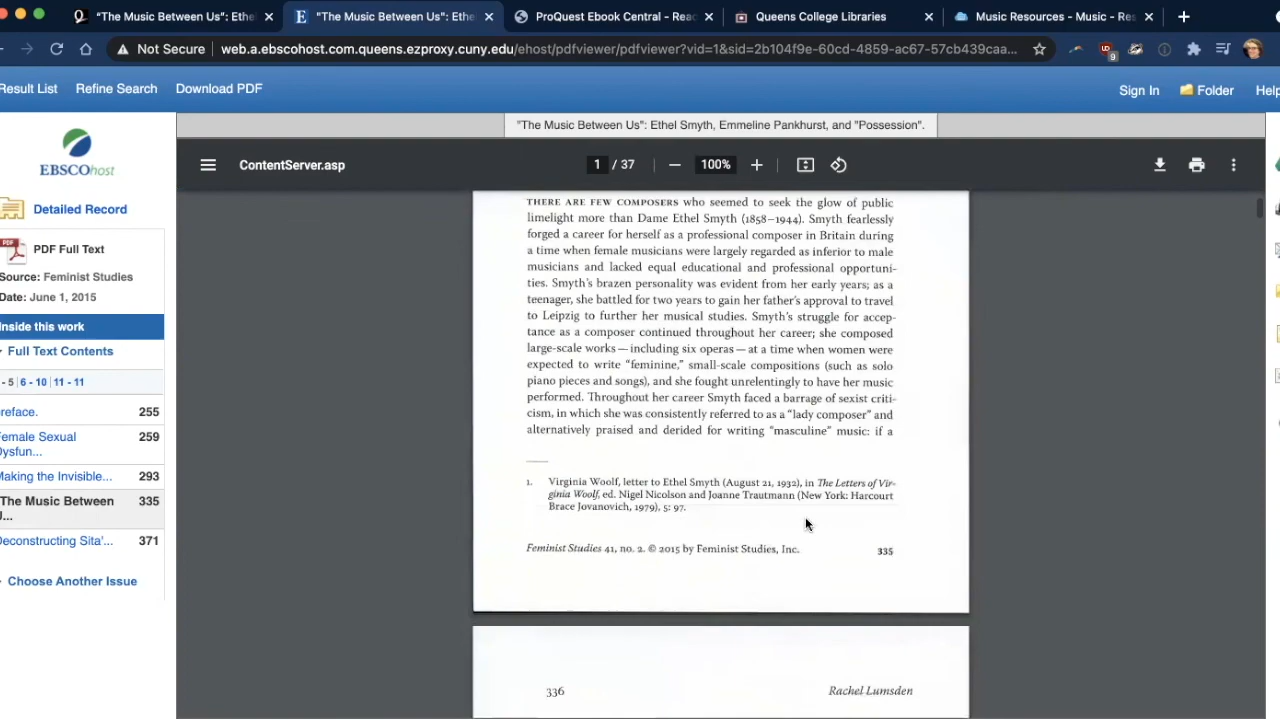 "The Music Between Us": Ethel
"The Music Between Us": Ethe
ProQuest Ebook Central - Reac
Queens College Libraries
Music Resources - Music - Res
Not Secure
web.a.ebscohost.com.queens.ezproxy.cuny.edu/ehost/pdfviewer/pdfviewer?vid=1&sid=2b104f9e-60cd-4859-ac67-57cb439caa...
9
Result List Refine Search Download PDF
Sign In Folder Help
"The Music Between Us": Ethel Smyth, Emmeline Pankhurst, and "Possession".
EBSCOhost
Detailed Record
PDF
PDF Full Text
Source: Feminist Studies
Date: June 1, 2015
Inside this work
Full Text Contents
- 5 | 6 - 10 | 11 - 11
reface. 255
Female Sexual 259
Dysfun...
Making the Invisible... 293
The Music Between 335
U...
Deconstructing Sita'... 371
Choose Another Issue
ContentServer.asp
1 / 37
100%
THERE ARE FEW COMPOSERS who seemed to seek the glow of public
limelight more than Dame Ethel Smyth (1858–1944). Smyth fearlessly
forged a career for herself as a professional composer in Britain during
a time when female musicians were largely regarded as inferior to male
musicians and lacked equal educational and professional opportuni-
ties. Smyth's brazen personality was evident from her early years; as a
teenager, she battled for two years to gain her father's approval to travel
to Leipzig to further her musical studies. Smyth's struggle for accep-
tance as a composer continued throughout her career; she composed
large-scale works — including six operas — at a time when women were
expected to write "feminine," small-scale compositions (such as solo
piano pieces and songs), and she fought unrelentingly to have her music
performed. Throughout her career Smyth faced a barrage of sexist criti-
cism, in which she was consistently referred to as a "lady composer" and
alternatively praised and derided for writing "masculine" music: if a
1. Virginia Woolf, letter to Ethel Smyth (August 21, 1932), in The Letters of Vir-
ginia Woolf, ed. Nigel Nicolson and Joanne Trautmann (New York: Harcourt
Brace Jovanovich, 1979), 5: 97.
Feminist Studies 41, no. 2. © 2015 by Feminist Studies, Inc. 335
336 Rachel Lumsden